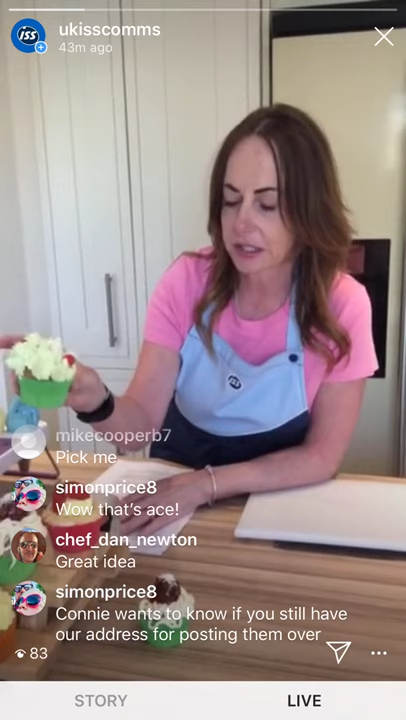 ISS
ukisscomms
43m ago
mikecooperb7
Pick me
simonprice8
Wow that's ace!
chef_dan_newton
Great idea
simonprice8
Connie wants to know if you still have
our address for posting them over
83
STORY
LIVE